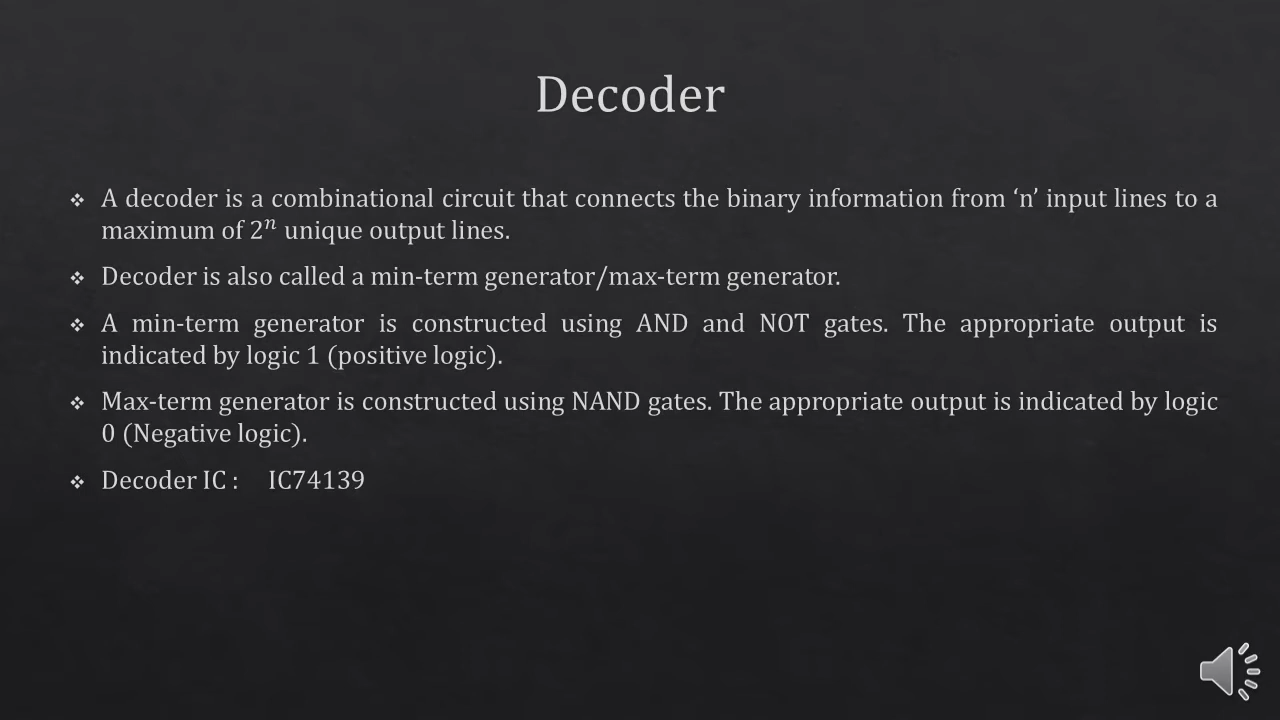 Decoder
❖ A decoder is a combinational circuit that connects the binary information from ‘n’ input lines to a
maximum of 2ⁿ unique output lines.
❖ Decoder is also called a min-term generator/max-term generator.
❖ A min-term generator is constructed using AND and NOT gates. The appropriate output is
indicated by logic 1 (positive logic).
❖ Max-term generator is constructed using NAND gates. The appropriate output is indicated by logic
0 (Negative logic).
❖ Decoder IC : IC74139